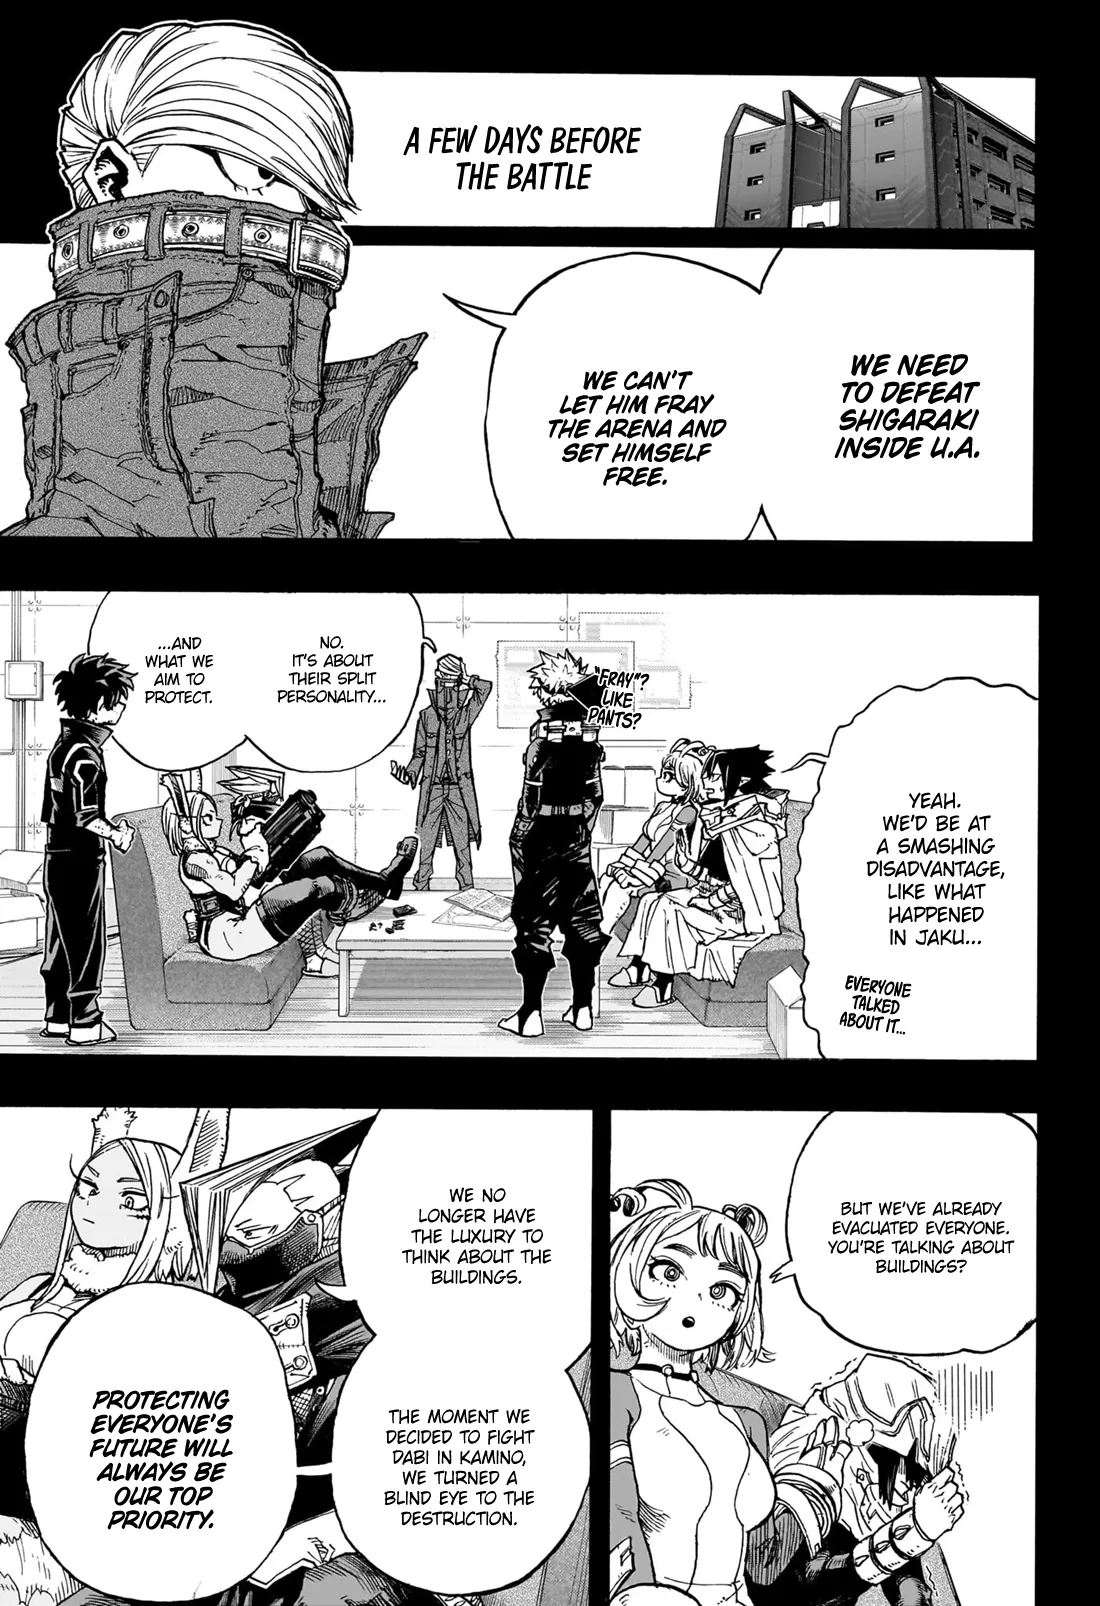 A FEW DAYS BEFORE
THE BATTLE
WE NEED
TO DEFEAT
SHIGARAKI
INSIDE U.A.
WE CAN'T
LET HIM FRAY
THE ARENA AND
SET HIMSELF
FREE.
"FRAY"?
LIKE
PANTS?
NO.
IT'S ABOUT
THEIR SPLIT
PERSONALITY...
...AND
WHAT WE
AIM TO
PROTECT.
YEAH.
WE'D BE AT
A SMASHING
DISADVANTAGE,
LIKE WHAT
HAPPENED
IN JAKU...
EVERYONE
TALKED
ABOUT IT...
BUT WE'VE ALREADY
EVACUATED EVERYONE.
YOU'RE TALKING ABOUT
BUILDINGS?
WE NO
LONGER HAVE
THE LUXURY TO
THINK ABOUT THE
BUILDINGS.
THE MOMENT WE
DECIDED TO FIGHT
DABI IN KAMINO,
WE TURNED A
BLIND EYE TO THE
DESTRUCTION.
PROTECTING
EVERYONE'S
FUTURE WILL
ALWAYS BE
OUR TOP
PRIORITY.